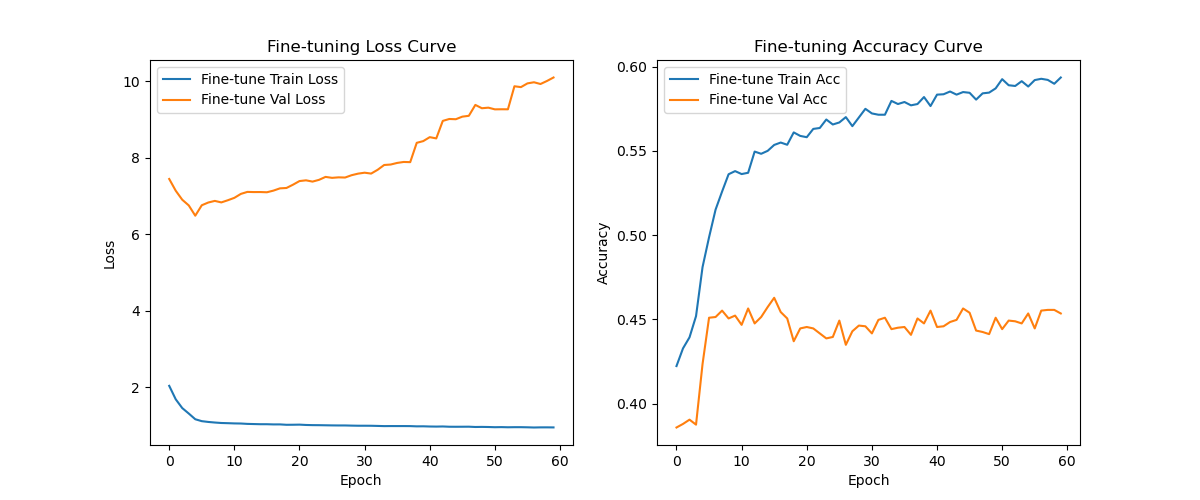 Fine-tuning Loss Curve
Fine-tune Train Loss
Fine-tune Val Loss
10
8
6
4
2
Loss
0 10 20 30 40 50 60
Epoch
Fine-tuning Accuracy Curve
Fine-tune Train Acc
Fine-tune Val Acc
0.60
0.55
0.50
0.45
0.40
Accuracy
0 10 20 30 40 50 60
Epoch